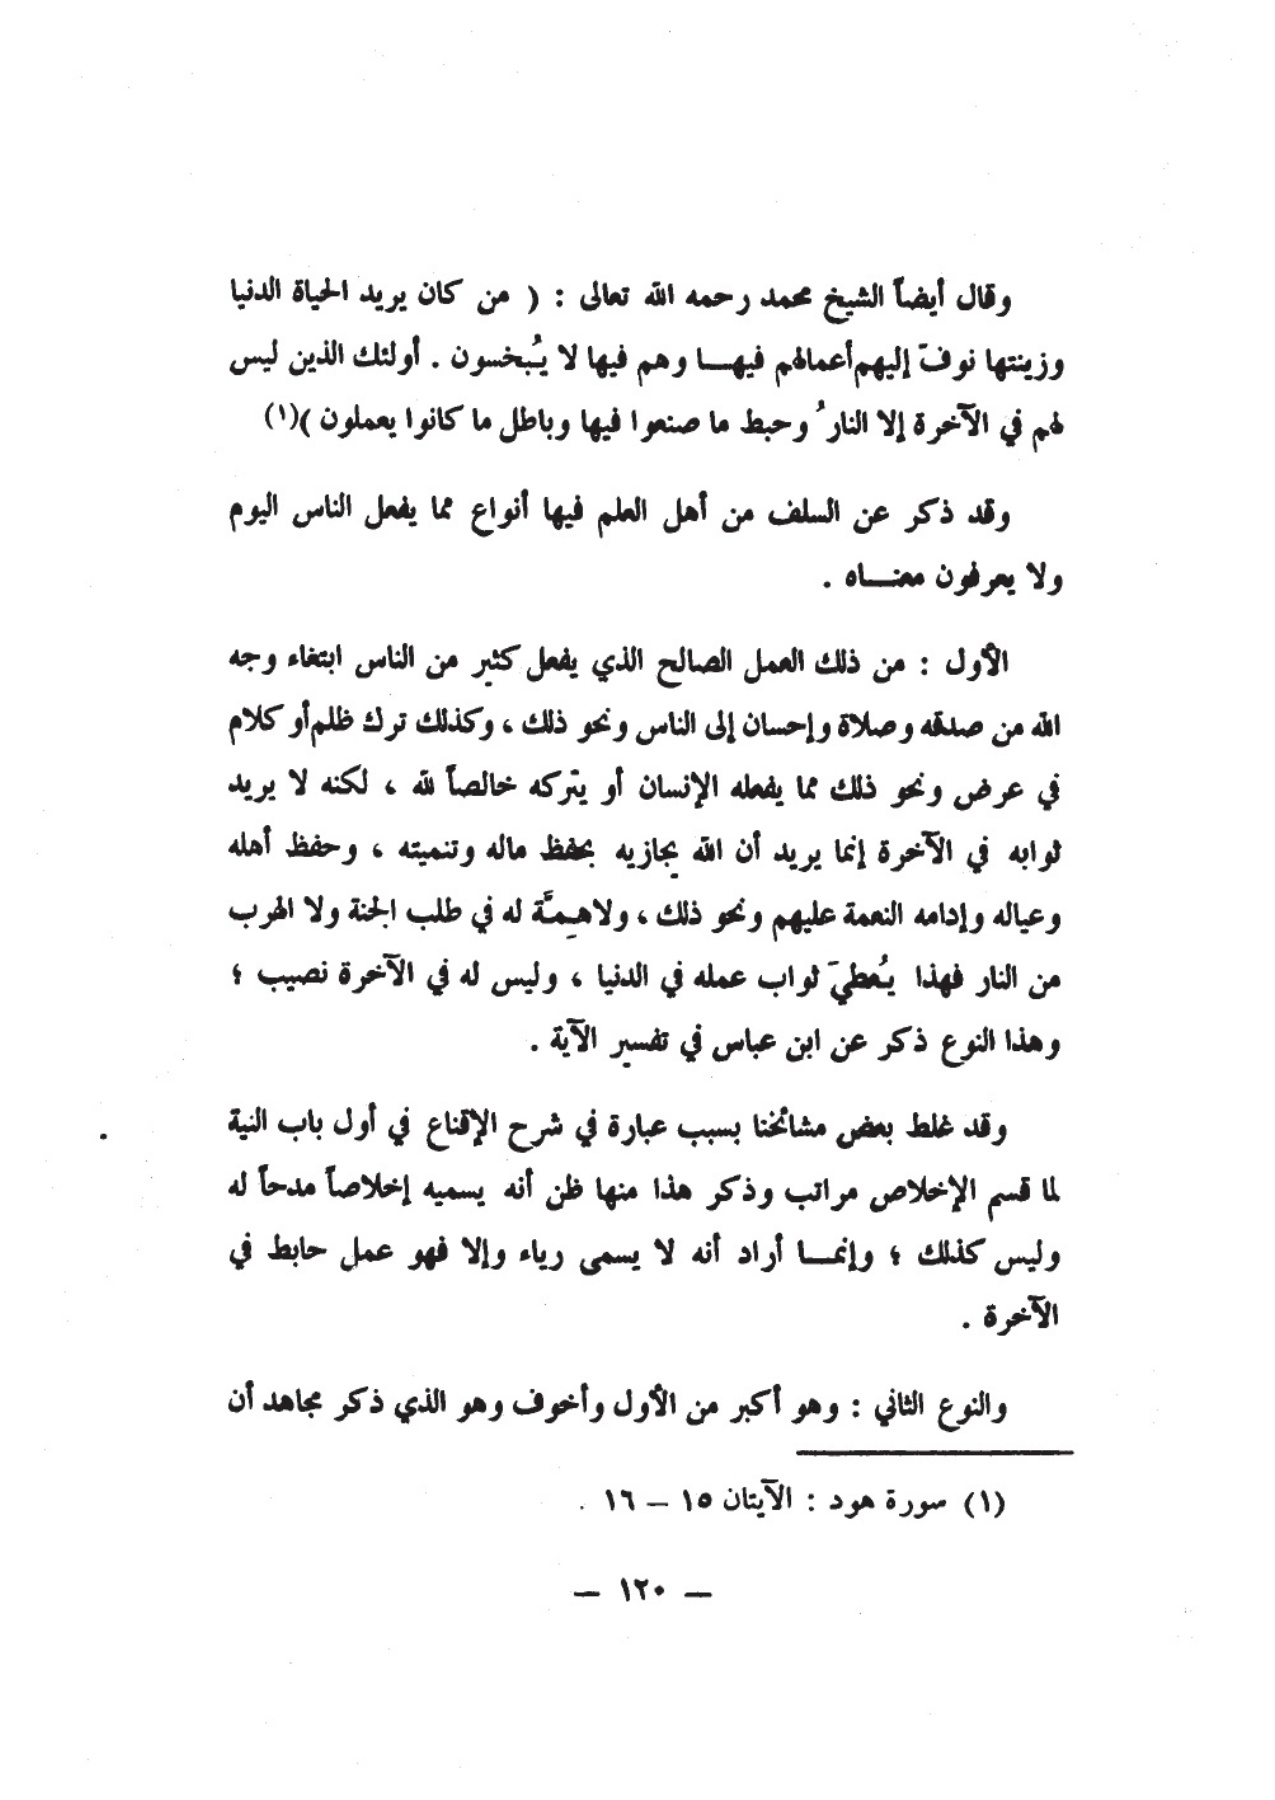 وقال أيضاً الشيخ محمد رحمه الله تعالى : ( من كان يريد الحياة الدنيا
وزينتها نوفّ إليهم أعمالهم فيهـــا وهم فيها لا يُبخسون . أولئك الذين ليس
لهم في الآخرة إلا النارُ وحبط ما صنعوا فيها وباطل ما كانوا يعملون )(١)
وقد ذكر عن السلف من أهل العلم فيها أنواع مما يفعل الناس اليوم
ولا يعرفون معنـــاه .
الأول : من ذلك العمل الصالح الذي يفعل كثير من الناس ابتغاء وجه
الله من صدقه وصلاة وإحسان إلى الناس ونحو ذلك ، وكذلك ترك ظلم أو كلام
في عرض ونحو ذلك مما يفعله الإنسان أو يتركه خالصاً لله ، لكنه لا يريد
ثوابه في الآخرة إنما يريد أن الله يجازيه بحفظ ماله وتنميته ، وحفظ أهله
وعياله وإدامه النعمة عليهم ونحو ذلك ، ولا هِمَّة له في طلب الجنة ولا الهرب
من النار فهذا يُعطيَ ثواب عمله في الدنيا ، وليس له في الآخرة نصيب ؛
وهذا النوع ذكر عن ابن عباس في تفسير الآية .
وقد غلط بعض مشائخنا بسبب عبارة في شرح الإقناع في أول باب النية
لما قسم الإخلاص مراتب وذكر هذا منها ظن أنه يسميه إخلاصاً مدحاً له
وليس كذلك ؛ وإنمـــا أراد أنه لا يسمى رياء وإلا فهو عمل حابط في
الآخرة .
والنوع الثاني : وهو أكبر من الأول وأخوف وهو الذي ذكر مجاهد أن
(١) سورة هود : الآيتان ١٥ – ١٦ .
– ١٢٠ –